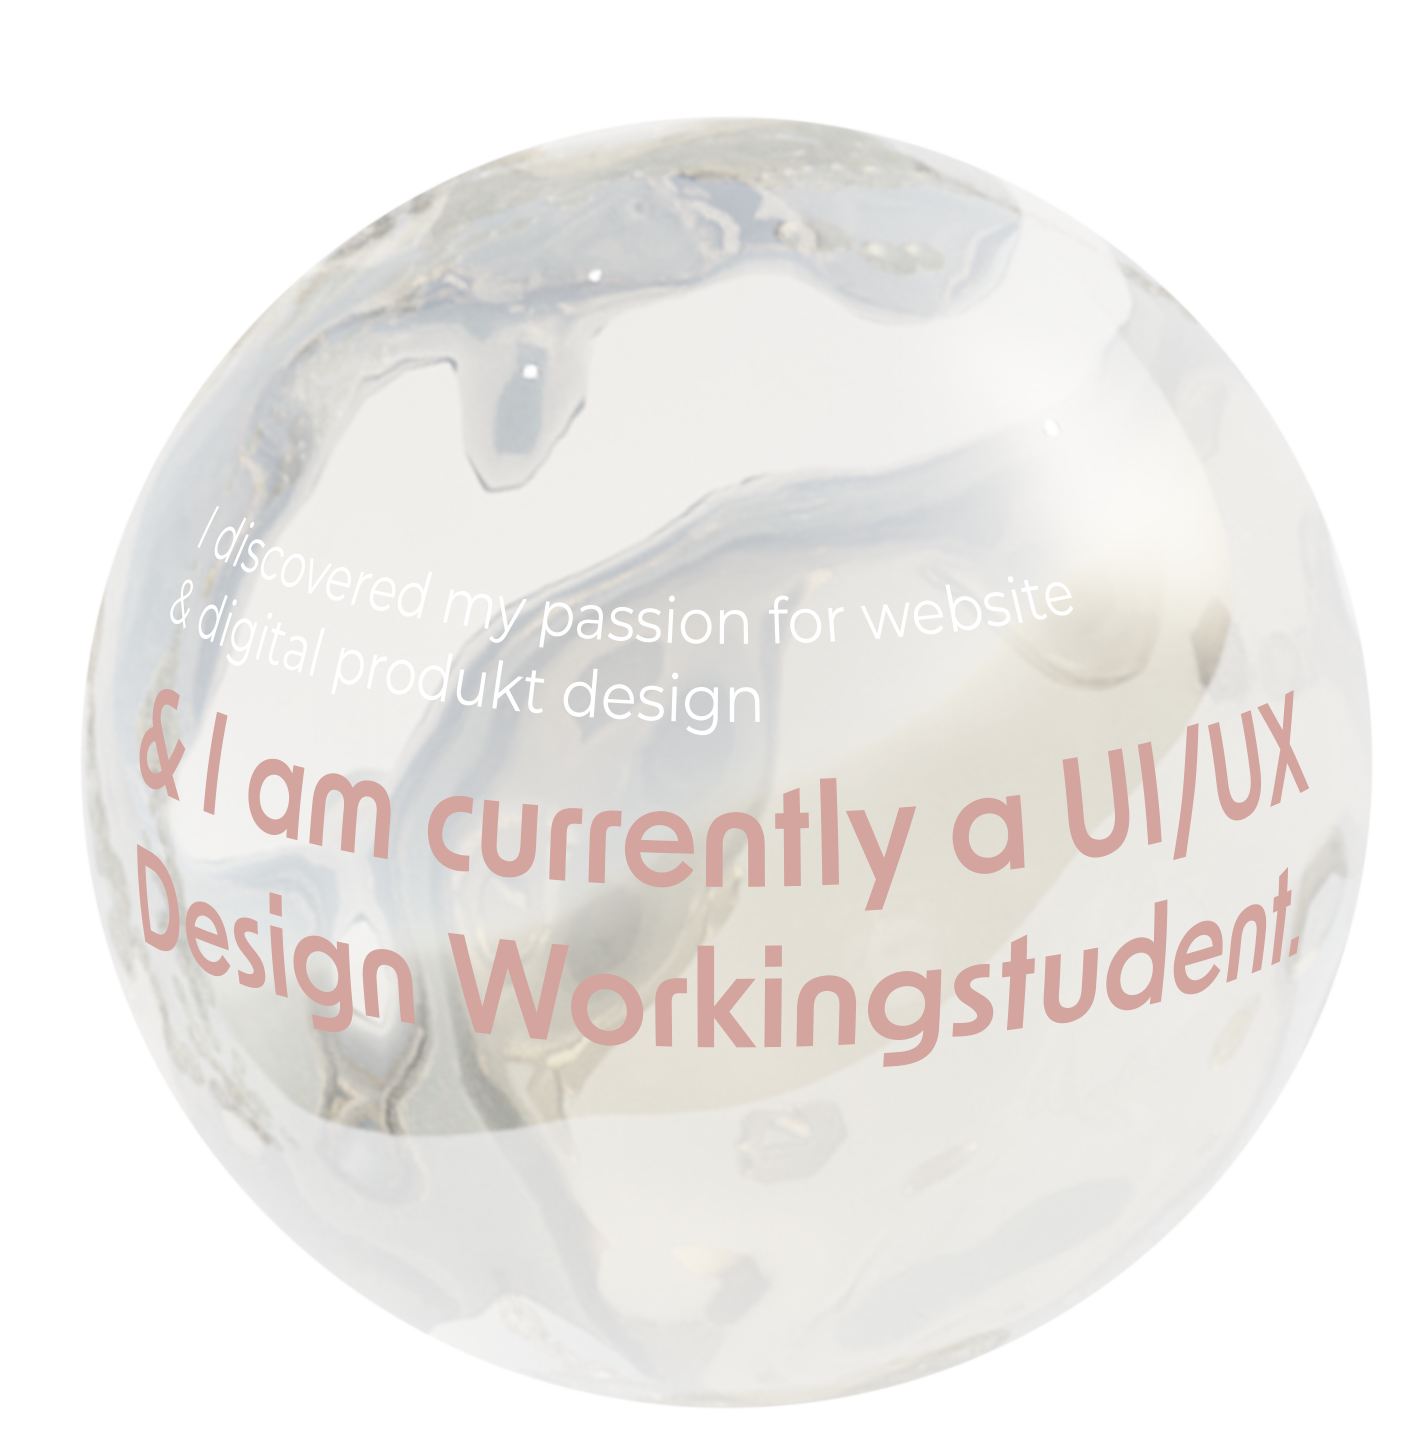 I discovered my passion for website
& digital produkt design
& I am currently a UI/UX
Design Workingstudent.